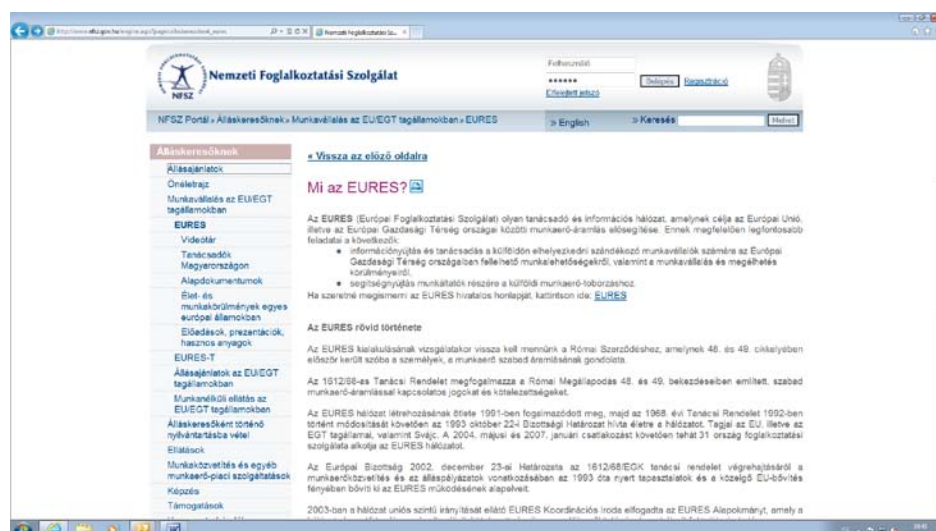 Nemzeti Foglalkoztatási Szolgálat
NFSZ
Felhasználó
Elfelejtett jelszó
Belépés
Regisztráció
NFSZ Portál » Álláskeresőknek » Munkavállalás az EU/EGT tagállamokban » EURES
» English
» Keresés
Mehet
Álláskeresőknek
Állásajánlatok
Önéletrajz
Munkavállalás az EU/EGT
tagállamokban
EURES
Videótár
Tanácsadók
Magyarországon
Alapdokumentumok
Élet- és
munkakörülmények egyes
európai államokban
Előadások, prezentációk,
hasznos anyagok
EURES-T
Állásajánlatok az EU/EGT
tagállamokban
Munkanélküli ellátás az
EU/EGT tagállamokban
Álláskeresőként történő
nyilvántartásba vétel
Ellátások
Munkaközvetítés és egyéb
munkaerő-piaci szolgáltatások
Képzés
Támogatások
« Vissza az előző oldalra
Mi az EURES?
Az EURES (Európai Foglalkoztatási Szolgálat) olyan tanácsadó és információs hálózat, amelynek célja az Európai Unió,
illetve az Európai Gazdasági Térség országai közötti munkaerő-áramlás elősegítése. Ennek megfelelően legfontosabb
feladatai a következők:
• információnyújtás és tanácsadás a külföldön elhelyezkedni szándékozó munkavállalók számára az Európai
Gazdasági Térség országaiban fellelhető munkalehetőségekről, valamint a munkavállalás és megélhetés
körülményeiről,
• segítségnyújtás munkáltatók részére a külföldi munkaerő-toborzáshoz.
Ha szeretné megismerni az EURES hivatalos honlapját, kattintson ide: EURES
Az EURES rövid története
Az EURES kialakulásának vizsgálatakor vissza kell mennünk a Római Szerződéshez, amelynek 48. és 49. cikkelyében
először került szóba a személyek, a munkaerő szabad áramlásának gondolata.
Az 1612/68-as Tanácsi Rendelet megfogalmazza a Római Megállapodás 48. és 49. bekezdéseiben említett, szabad
munkaerő-áramlással kapcsolatos jogokat és kötelezettségeket.
Az EURES hálózat létrehozásának ötlete 1991-ben fogalmazódott meg, majd az 1968. évi Tanácsi Rendelet 1992-ben
történt módosítását követően az 1993 október 22-i Bizottsági Határozat hívta életre a hálózatot. Tagjai az EU, illetve az
EGT tagállamai, valamint Svájc. A 2004. májusi és 2007. januári csatlakozást követően tehát 31 ország foglalkoztatási
szolgálata alkotja az EURES hálózatot.
Az Európai Bizottság 2002. december 23-ai Határozata az 1612/68/EGK tanácsi rendelet végrehajtásáról a
munkaerőközvetítés és az álláspályázatok vonatkozásában az 1993 óta nyert tapasztalatok és a közelgő EU-bővítés
fényében bővíti ki az EURES működésének alapelveit.
2003-ban a hálózat uniós szintű irányítását ellátó EURES Koordinációs Iroda elfogadta az EURES Alapokmányt, amely a